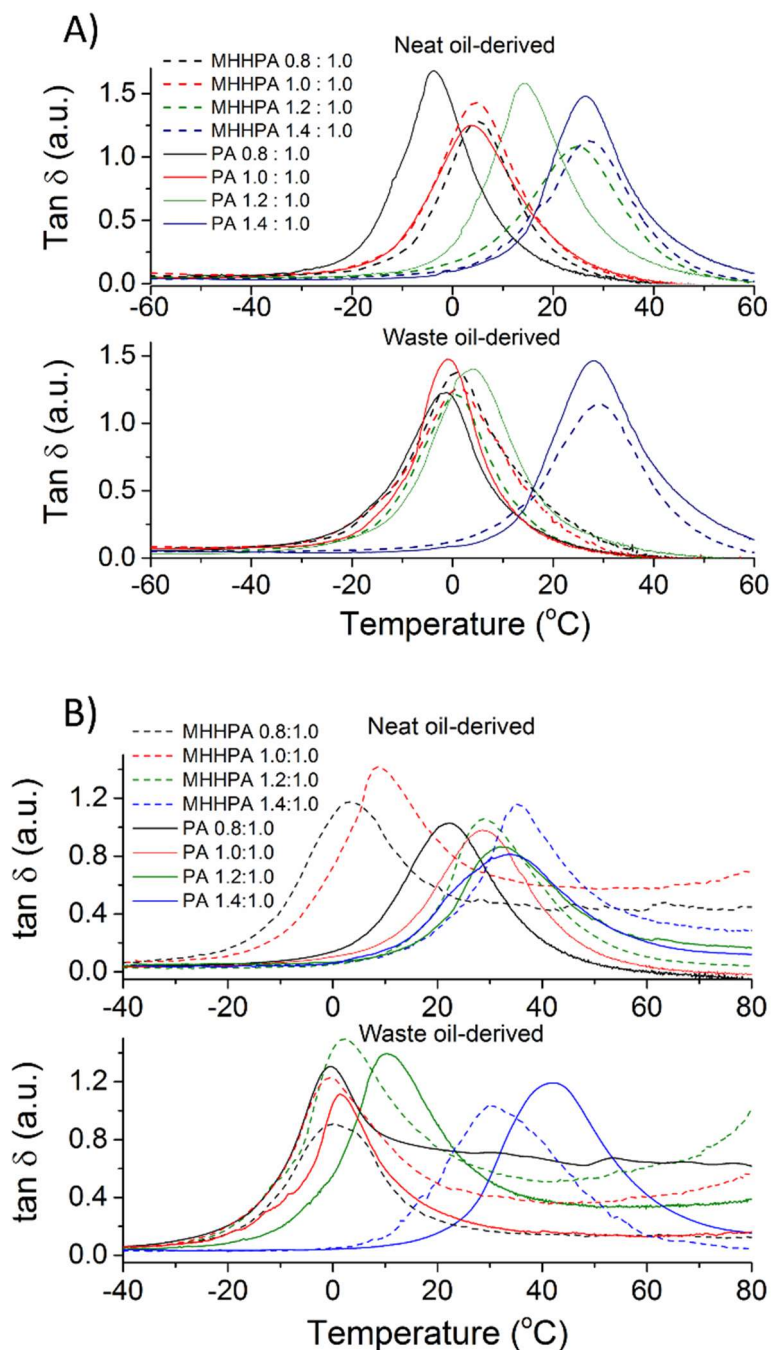 A)
Neat oil-derived
MHHPA 0.8 : 1.0
MHHPA 1.0 : 1.0
MHHPA 1.2 : 1.0
MHHPA 1.4 : 1.0
PA 0.8 : 1.0
PA 1.0 : 1.0
PA 1.2 : 1.0
PA 1.4 : 1.0
Tan δ (a.u.)
1.5
1.0
0.5
0.0
-60 -40 -20 0 20 40 60
Waste oil-derived
Tan δ (a.u.)
1.5
1.0
0.5
0.0
-60 -40 -20 0 20 40 60
Temperature (°C)
B)
Neat oil-derived
MHHPA 0.8:1.0
MHHPA 1.0:1.0
MHHPA 1.2:1.0
MHHPA 1.4:1.0
PA 0.8:1.0
PA 1.0:1.0
PA 1.2:1.0
PA 1.4:1.0
tan δ (a.u.)
1.2
0.8
0.4
0.0
-40 -20 0 20 40 60 80
Waste oil-derived
tan δ (a.u.)
1.2
0.8
0.4
0.0
-40 -20 0 20 40 60 80
Temperature (°C)